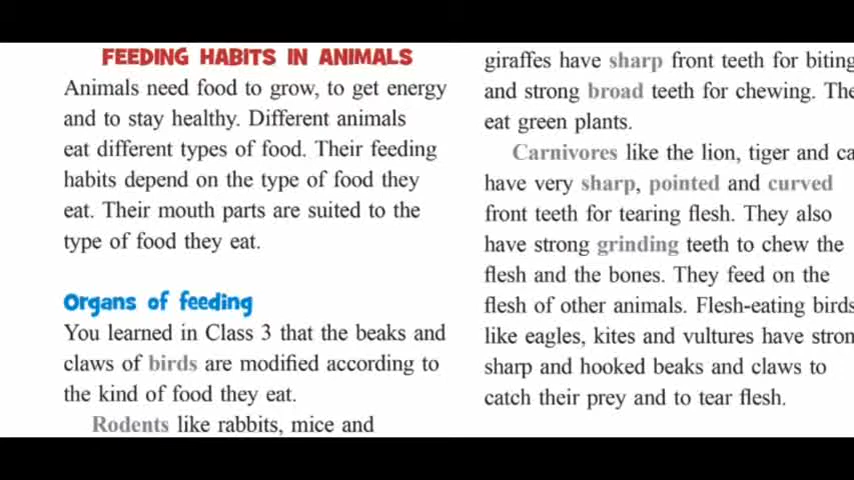 FEEDING HABITS IN ANIMALS
Animals need food to grow, to get energy
and to stay healthy. Different animals
eat different types of food. Their feeding
habits depend on the type of food they
eat. Their mouth parts are suited to the
type of food they eat.
Organs of feeding
You learned in Class 3 that the beaks and
claws of birds are modified according to
the kind of food they eat.
Rodents like rabbits, mice and
giraffes have sharp front teeth for biting
and strong broad teeth for chewing. The
eat green plants.
Carnivores like the lion, tiger and ca
have very sharp, pointed and curved
front teeth for tearing flesh. They also
have strong grinding teeth to chew the
flesh and the bones. They feed on the
flesh of other animals. Flesh-eating birds
like eagles, kites and vultures have stron
sharp and hooked beaks and claws to
catch their prey and to tear flesh.